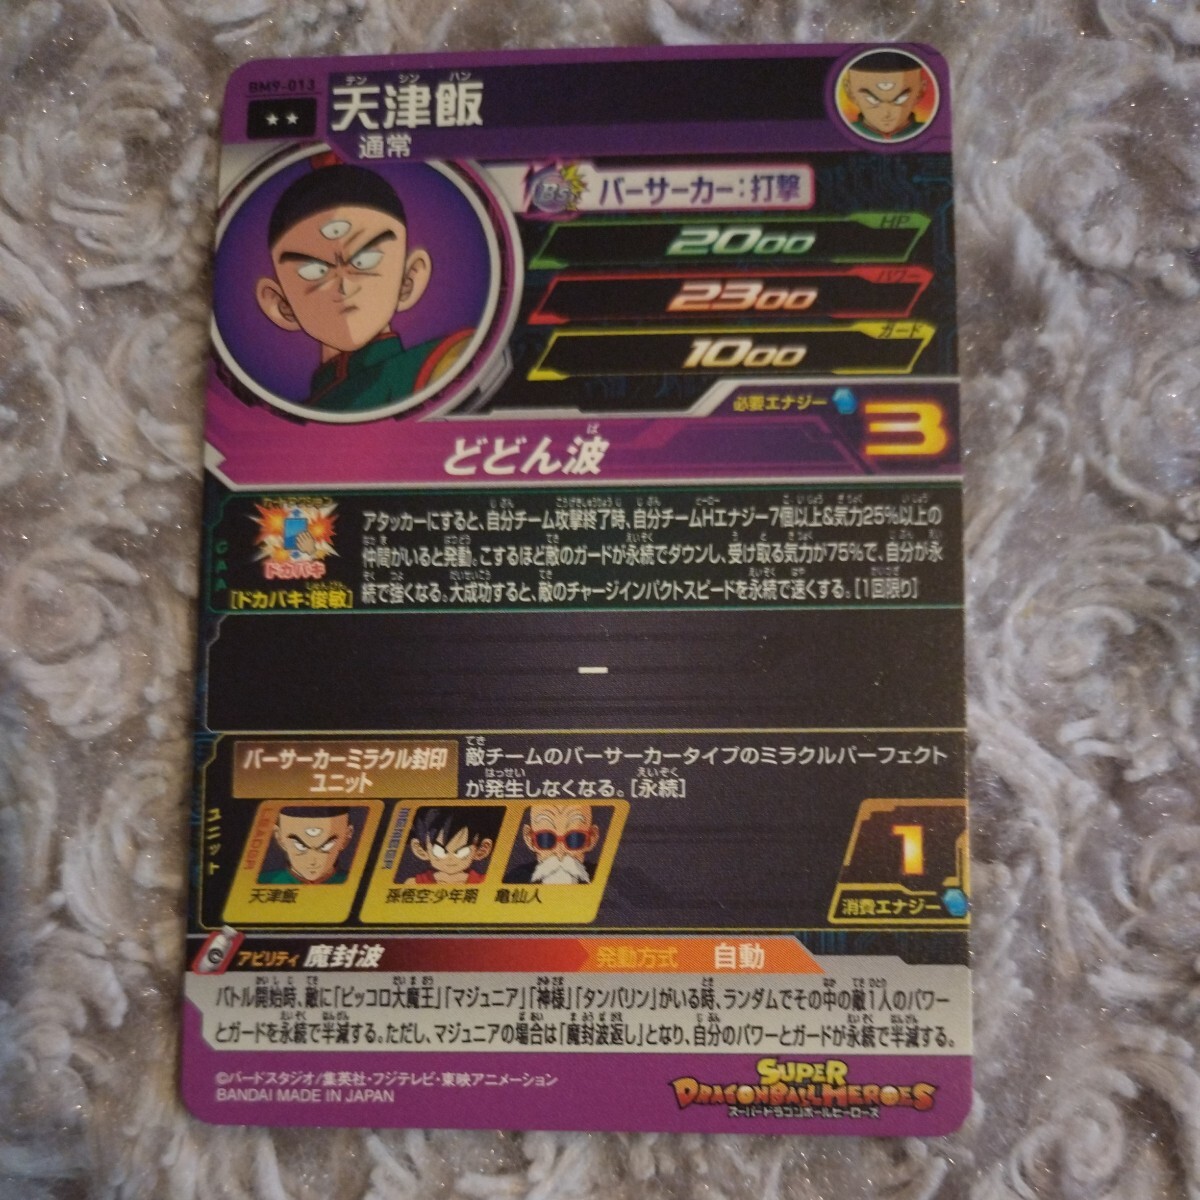 BM9-013
★★
テン シン ハン
天津飯
通常
バーサーカー:打撃
HP
2000
パワー
2300
ガード
1000
必要エナジー
3
どどん波
ば
カードアクション
ドカバキ
しゅんびん
[ドカバキ:俊敏]
CAA
アタッカーにすると、自分チーム攻撃終了時、自分チームHエナジー7個以上&気力25%以上の
仲間がいると発動。こするほど敵のガードが永続でダウンし、受け取る気力が75%で、自分が永
続で強くなる。大成功すると、敵のチャージインパクトスピードを永続で速くする。[1回限り]
ー
ユニット
バーサーカーミラクル封印
ユニット
敵チームのバーサーカータイプのミラクルパーフェクト
が発生しなくなる。[永続]
LEADER
天津飯
MEMBER
孫悟空:少年期
亀仙人
1
消費エナジー
アビリティ 魔封波
発動方式 自動
バトル開始時、敵に「ピッコロ大魔王」「マジュニア」「神様」「タンバリン」がいる時、ランダムでその中の敵1人のパワー
とガードを永続で半減する。ただし、マジュニアの場合は「魔封波返し」となり、自分のパワーとガードが永続で半減する。
©バードスタジオ/集英社・フジテレビ・東映アニメーション
BANDAI MADE IN JAPAN
SUPER
DRAGONBALL HEROES
スーパードラゴンボールヒーローズ